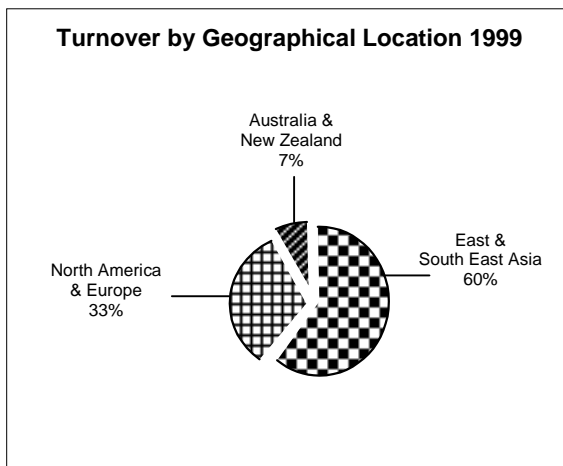 Turnover by Geographical Location 1999
Australia &
New Zealand
7%
East &
South East Asia
60%
North America
& Europe
33%